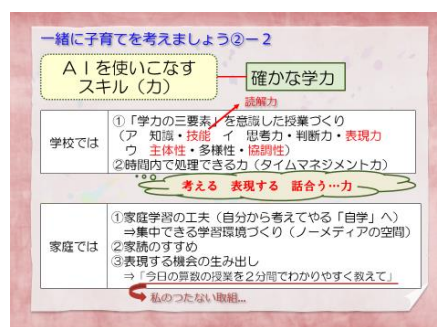 一緒に子育てを考えましょう②－２
ＡＩを使いこなす
スキル（力）
確かな学力
読解力
学校では
①「学力の三要素」を意識した授業づくり
（ア　知識・技能　イ　思考力・判断力・表現力
ウ　主体性・多様性・協調性）
②時間内で処理できる力（タイムマネジメント力）
考える　表現する　話合う…力
家庭では
①家庭学習の工夫（自分から考えてやる「自学」へ）
⇒集中できる学習環境づくり（ノーメディアの空間）
②家読のすすめ
③表現する機会の生み出し
⇒「今日の算数の授業を２分間でわかりやすく教えて」
私のつたない取組…